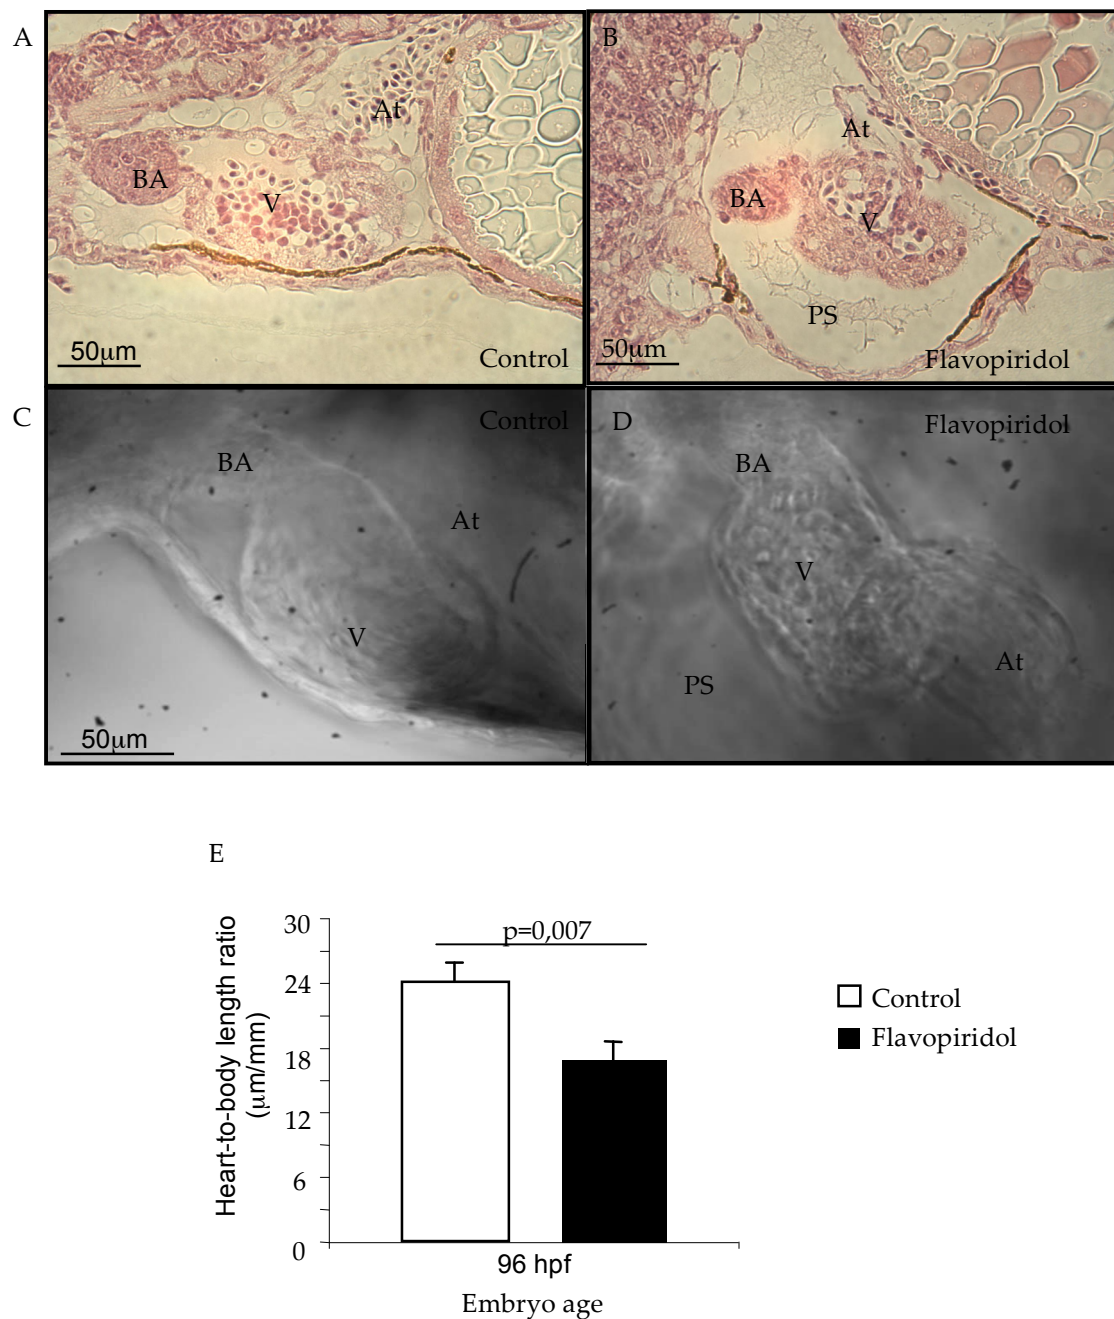 A
At
BA
V
50μm
Control
B
At
BA
V
PS
50μm
Flavopiridol
C
Control
BA
At
V
50μm
D
Flavopiridol
BA
V
At
PS
E
Heart-to-body length ratio
(μm/mm)
30
24
18
12
6
0
p=0,007
96 hpf
Embryo age
Control
Flavopiridol